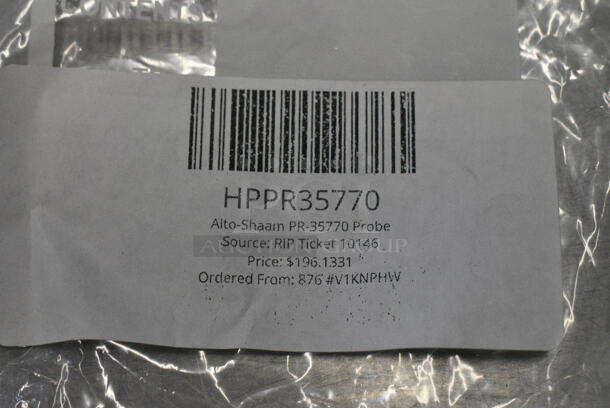 CONTENTS
HPPR35770
Alto-Shaam PR-35770 Probe
Source: RIP Ticket 10146
Price: $196.1331
Ordered From: 876 #V1KNPHW